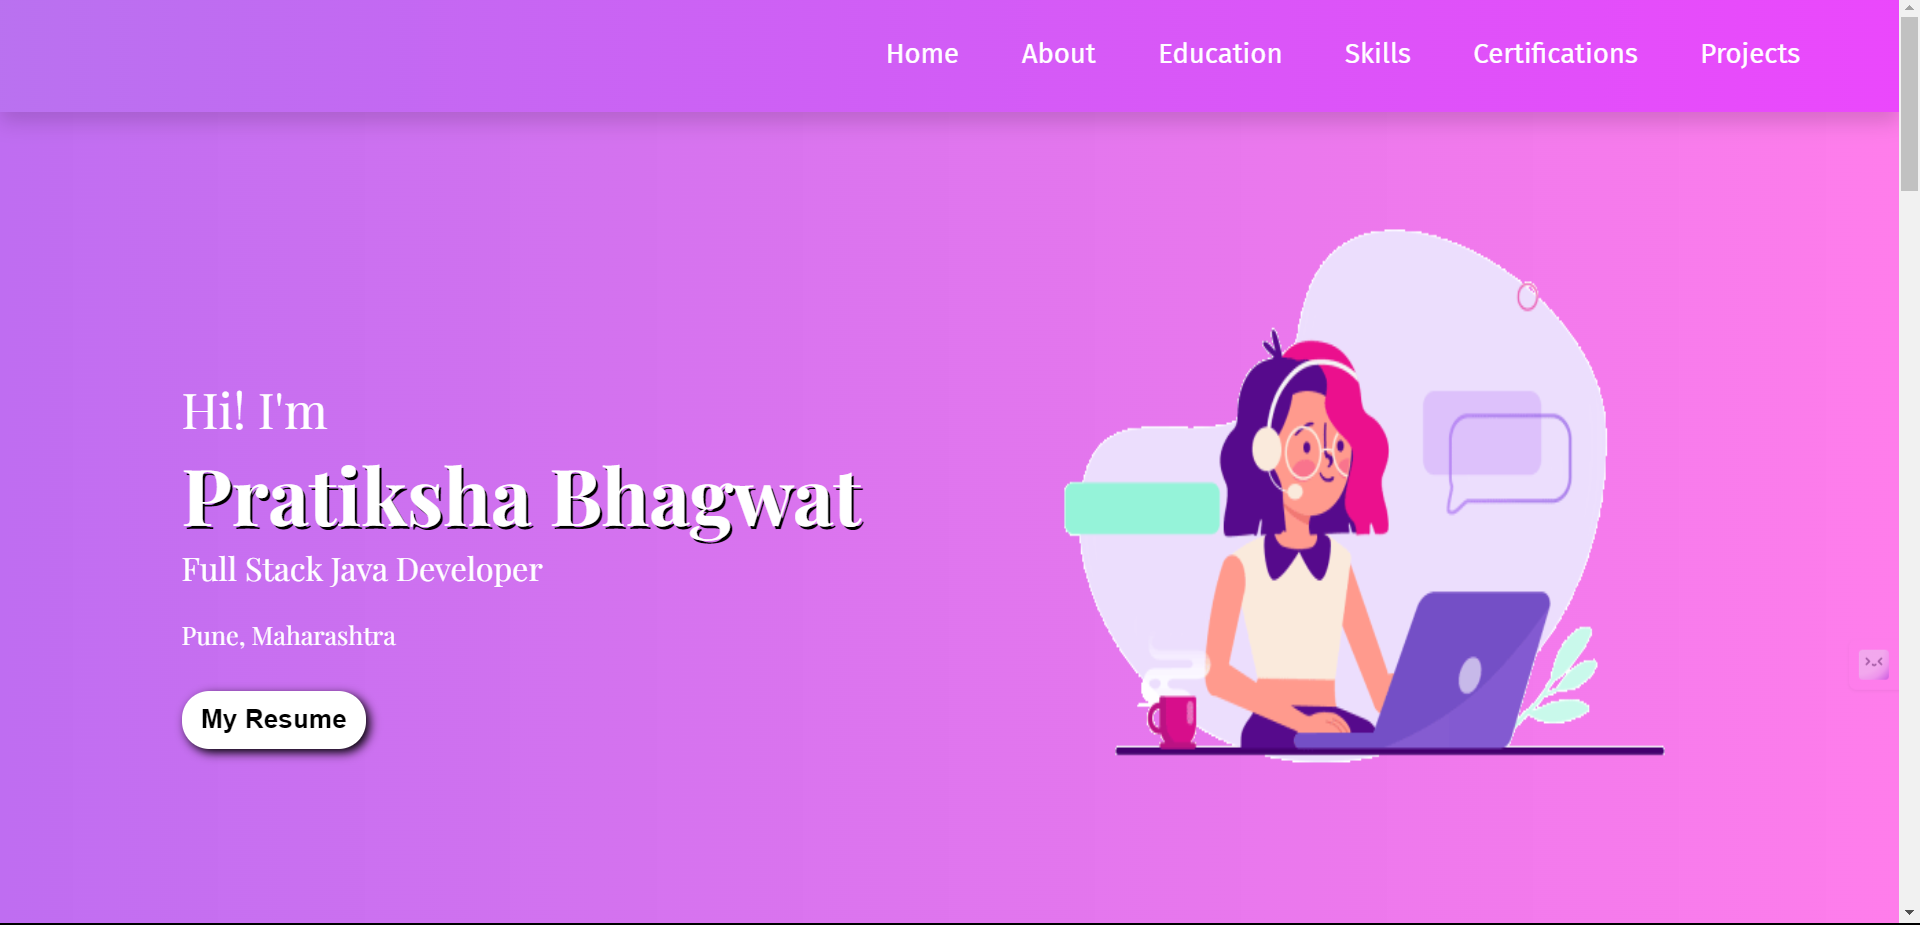 Home About Education Skills Certifications Projects
Hi! I'm
Pratiksha Bhagwat
Full Stack Java Developer
Pune, Maharashtra
My Resume